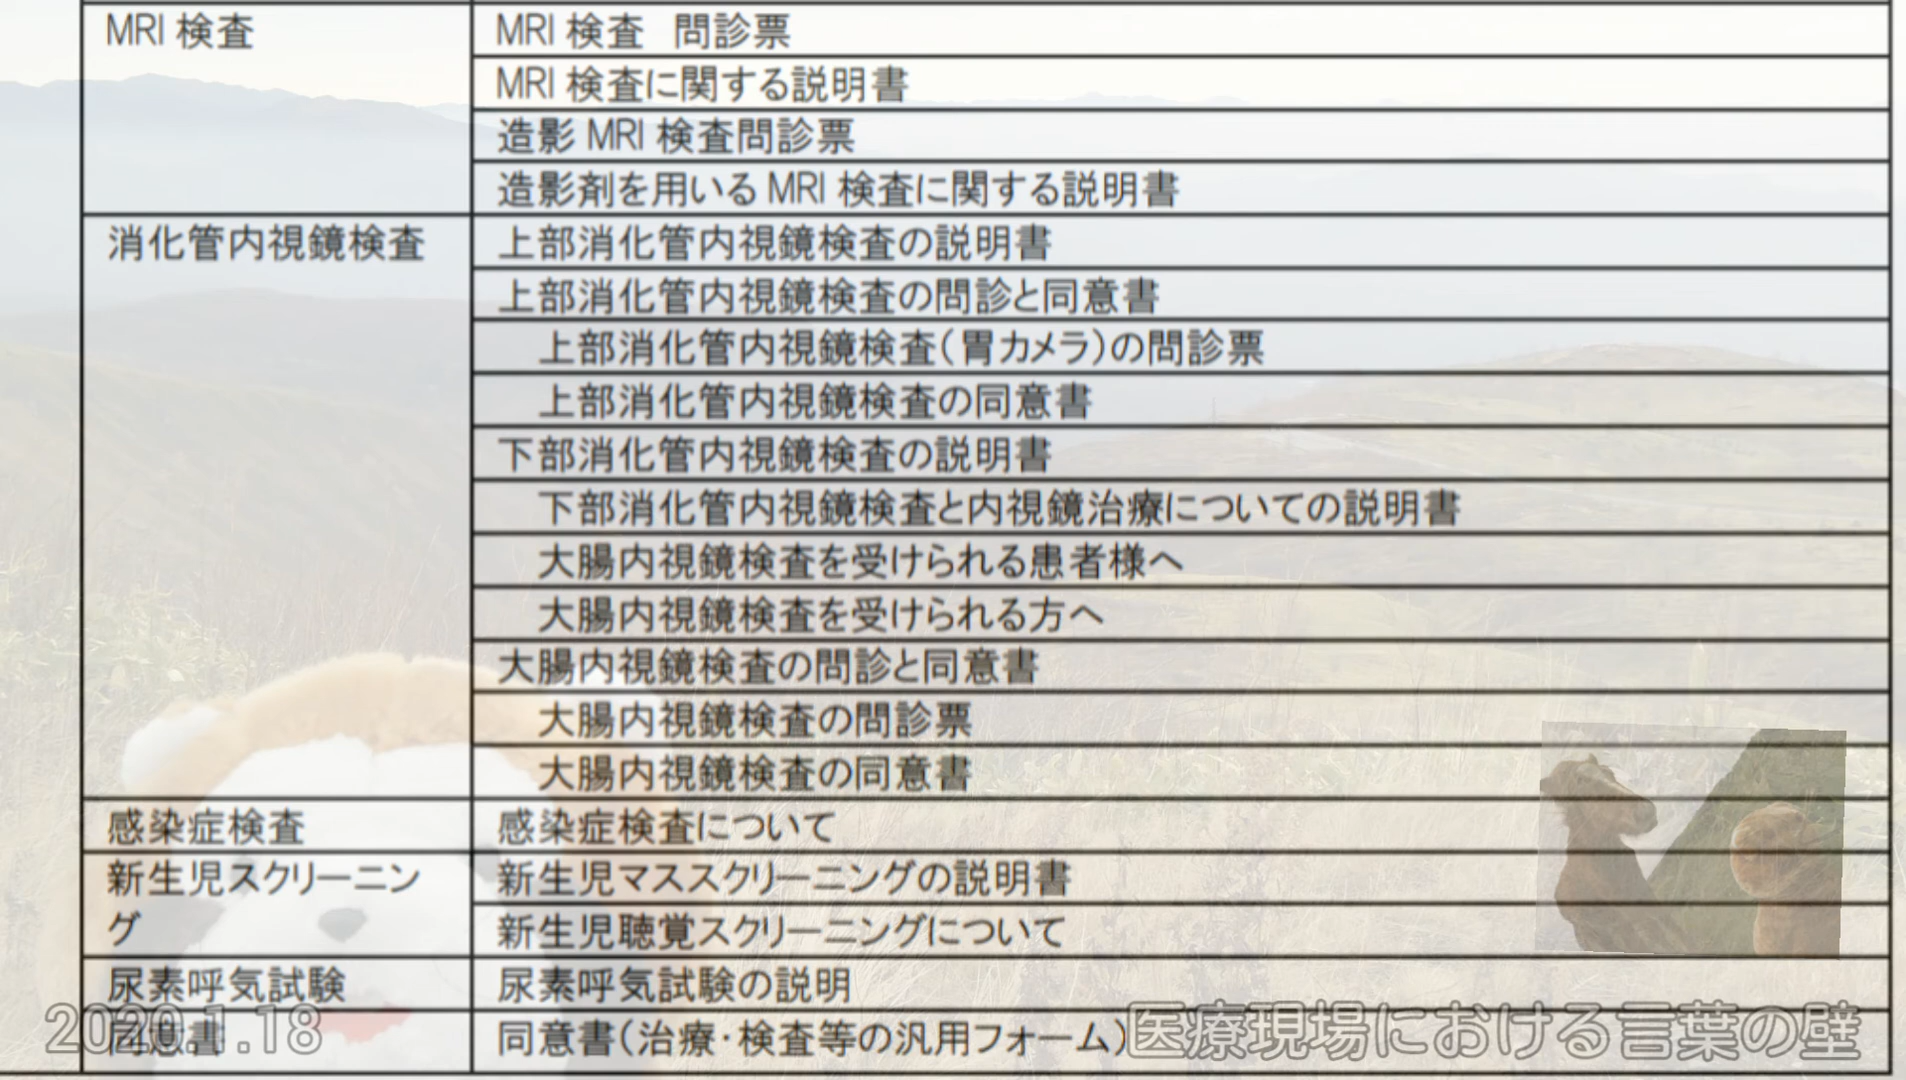 MRI 検査
MRI 検査　問診票
MRI 検査に関する説明書
造影 MRI 検査問診票
造影剤を用いる MRI 検査に関する説明書
消化管内視鏡検査
上部消化管内視鏡検査の説明書
上部消化管内視鏡検査の問診と同意書
上部消化管内視鏡検査(胃カメラ)の問診票
上部消化管内視鏡検査の同意書
下部消化管内視鏡検査の説明書
下部消化管内視鏡検査と内視鏡治療についての説明書
大腸内視鏡検査を受けられる患者様へ
大腸内視鏡検査を受けられる方へ
大腸内視鏡検査の問診と同意書
大腸内視鏡検査の問診票
大腸内視鏡検査の同意書
感染症検査
感染症検査について
新生児スクリーニン
グ
新生児マススクリーニングの説明書
新生児聴覚スクリーニングについて
尿素呼気試験
尿素呼気試験の説明
同意書
同意書(治療・検査等の汎用フォーム)
2020.1.18
医療現場における言葉の壁